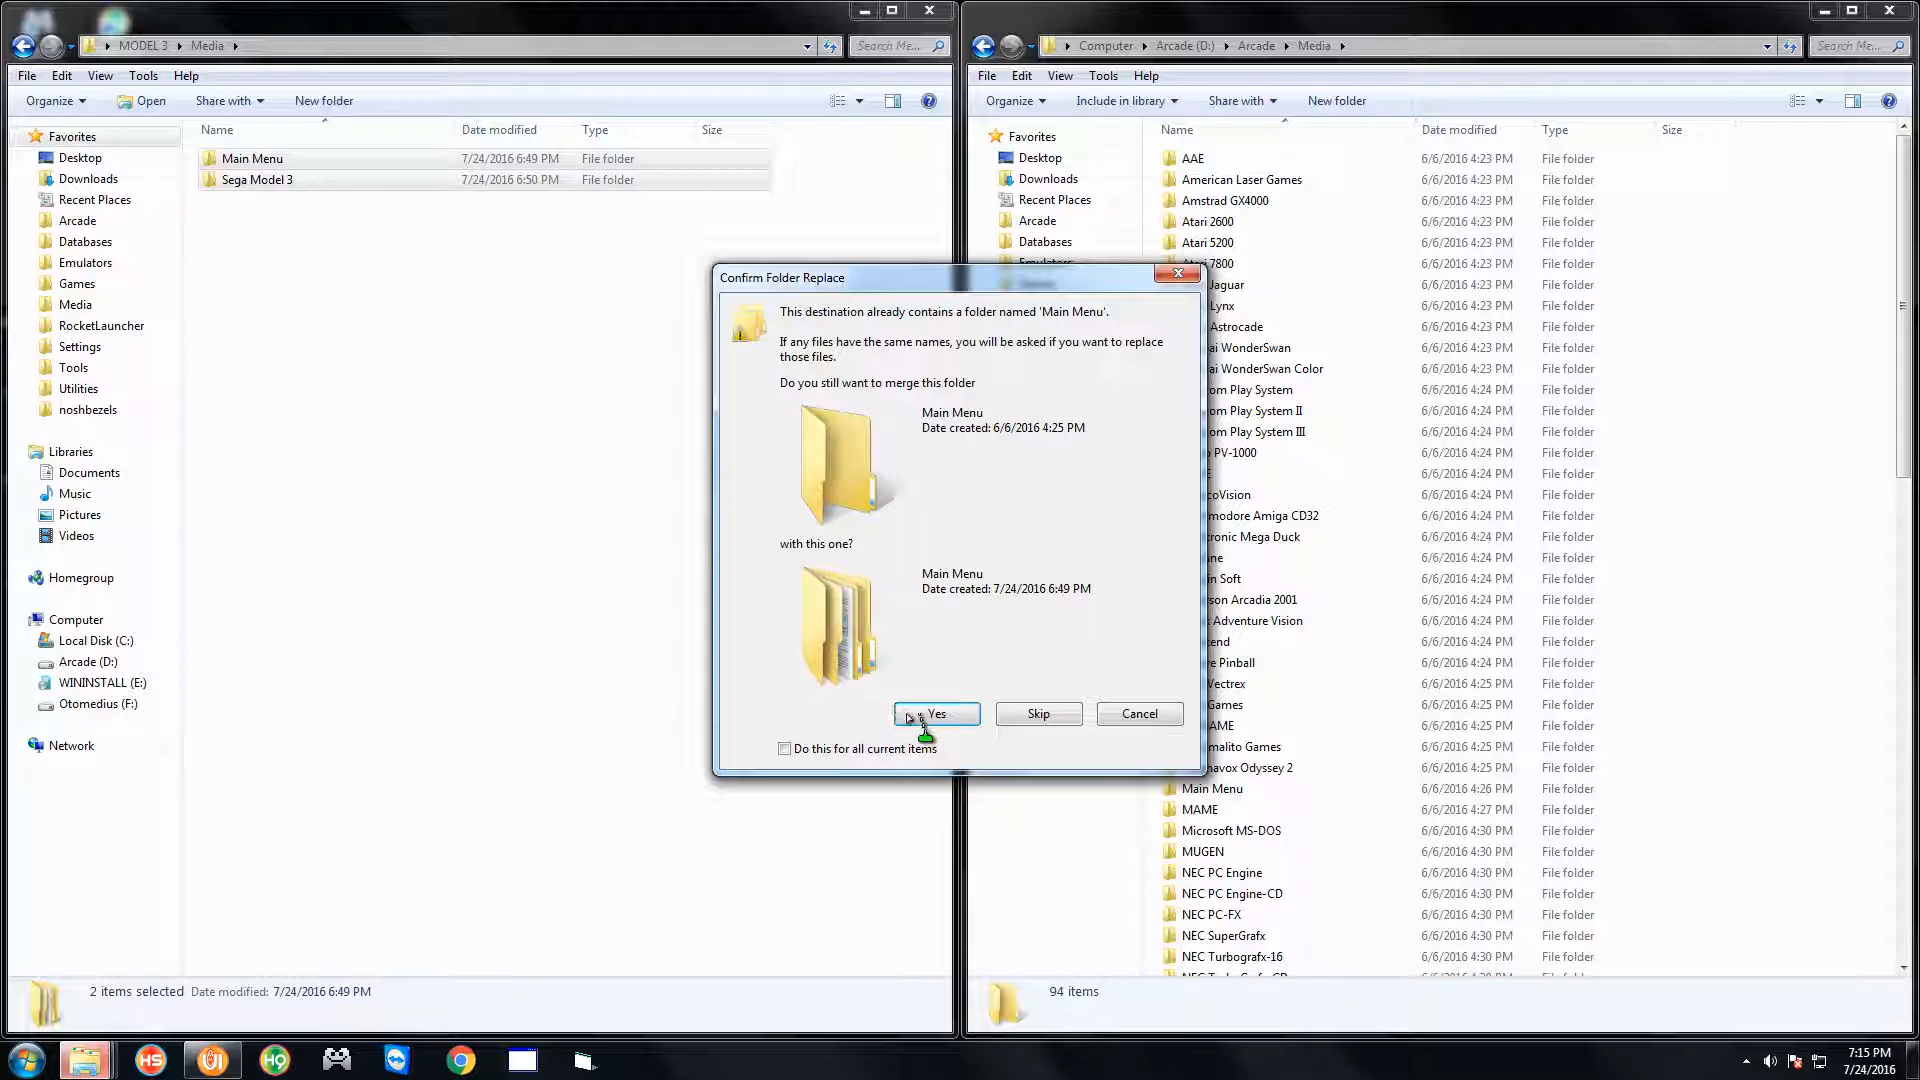 MODEL 3 Media
Search Me...
File Edit View Tools Help
Organize Open Share with New folder
Name Date modified Type Size
Main Menu 7/24/2016 6:49 PM File folder
Sega Model 3 7/24/2016 6:50 PM File folder
Favorites
Desktop
Downloads
Recent Places
Arcade
Databases
Emulators
Games
Media
RocketLauncher
Settings
Tools
Utilities
noshbezels
Libraries
Documents
Music
Pictures
Videos
Homegroup
Computer
Local Disk (C:)
Arcade (D:)
WININSTALL (E:)
Otomedius (F:)
Network
2 items selected Date modified: 7/24/2016 6:49 PM
Confirm Folder Replace
This destination already contains a folder named 'Main Menu'.
If any files have the same names, you will be asked if you want to replace
those files.
Do you still want to merge this folder
Main Menu
Date created: 6/6/2016 4:25 PM
with this one?
Main Menu
Date created: 7/24/2016 6:49 PM
Yes Skip Cancel
Do this for all current items
Computer Arcade (D:) Arcade Media
Search Me...
File Edit View Tools Help
Organize Include in library Share with New folder
Name Date modified Type Size
Favorites
Desktop
Downloads
Recent Places
Arcade
Databases
AAE 6/6/2016 4:23 PM File folder
American Laser Games 6/6/2016 4:23 PM File folder
Amstrad GX4000 6/6/2016 4:23 PM File folder
Atari 2600 6/6/2016 4:23 PM File folder
Atari 5200 6/6/2016 4:23 PM File folder
7800 6/6/2016 4:23 PM File folder
Jaguar 6/6/2016 4:23 PM File folder
Lynx 6/6/2016 4:23 PM File folder
Astrocade 6/6/2016 4:23 PM File folder
ai WonderSwan 6/6/2016 4:23 PM File folder
ai WonderSwan Color 6/6/2016 4:23 PM File folder
om Play System 6/6/2016 4:23 PM File folder
om Play System II 6/6/2016 4:23 PM File folder
om Play System III 6/6/2016 4:23 PM File folder
PV-1000 6/6/2016 4:24 PM File folder
E 6/6/2016 4:24 PM File folder
coVision 6/6/2016 4:24 PM File folder
modore Amiga CD32 6/6/2016 4:24 PM File folder
tronic Mega Duck 6/6/2016 4:24 PM File folder
one 6/6/2016 4:24 PM File folder
in Soft 6/6/2016 4:24 PM File folder
rson Arcadia 2001 6/6/2016 4:24 PM File folder
Adventure Vision 6/6/2016 4:24 PM File folder
end 6/6/2016 4:24 PM File folder
re Pinball 6/6/2016 4:24 PM File folder
Vectrex 6/6/2016 4:24 PM File folder
Games 6/6/2016 4:24 PM File folder
AME 6/6/2016 4:24 PM File folder
malito Games 6/6/2016 4:24 PM File folder
navox Odyssey 2 6/6/2016 4:24 PM File folder
Main Menu 6/6/2016 4:26 PM File folder
MAME 6/6/2016 4:27 PM File folder
Microsoft MS-DOS 6/6/2016 4:30 PM File folder
MUGEN 6/6/2016 4:30 PM File folder
NEC PC Engine 6/6/2016 4:30 PM File folder
NEC PC Engine-CD 6/6/2016 4:30 PM File folder
NEC PC-FX 6/6/2016 4:30 PM File folder
NEC SuperGrafx 6/6/2016 4:30 PM File folder
NEC Turbografx-16 6/6/2016 4:30 PM File folder
94 items
HS HQ
7:15 PM
7/24/2016